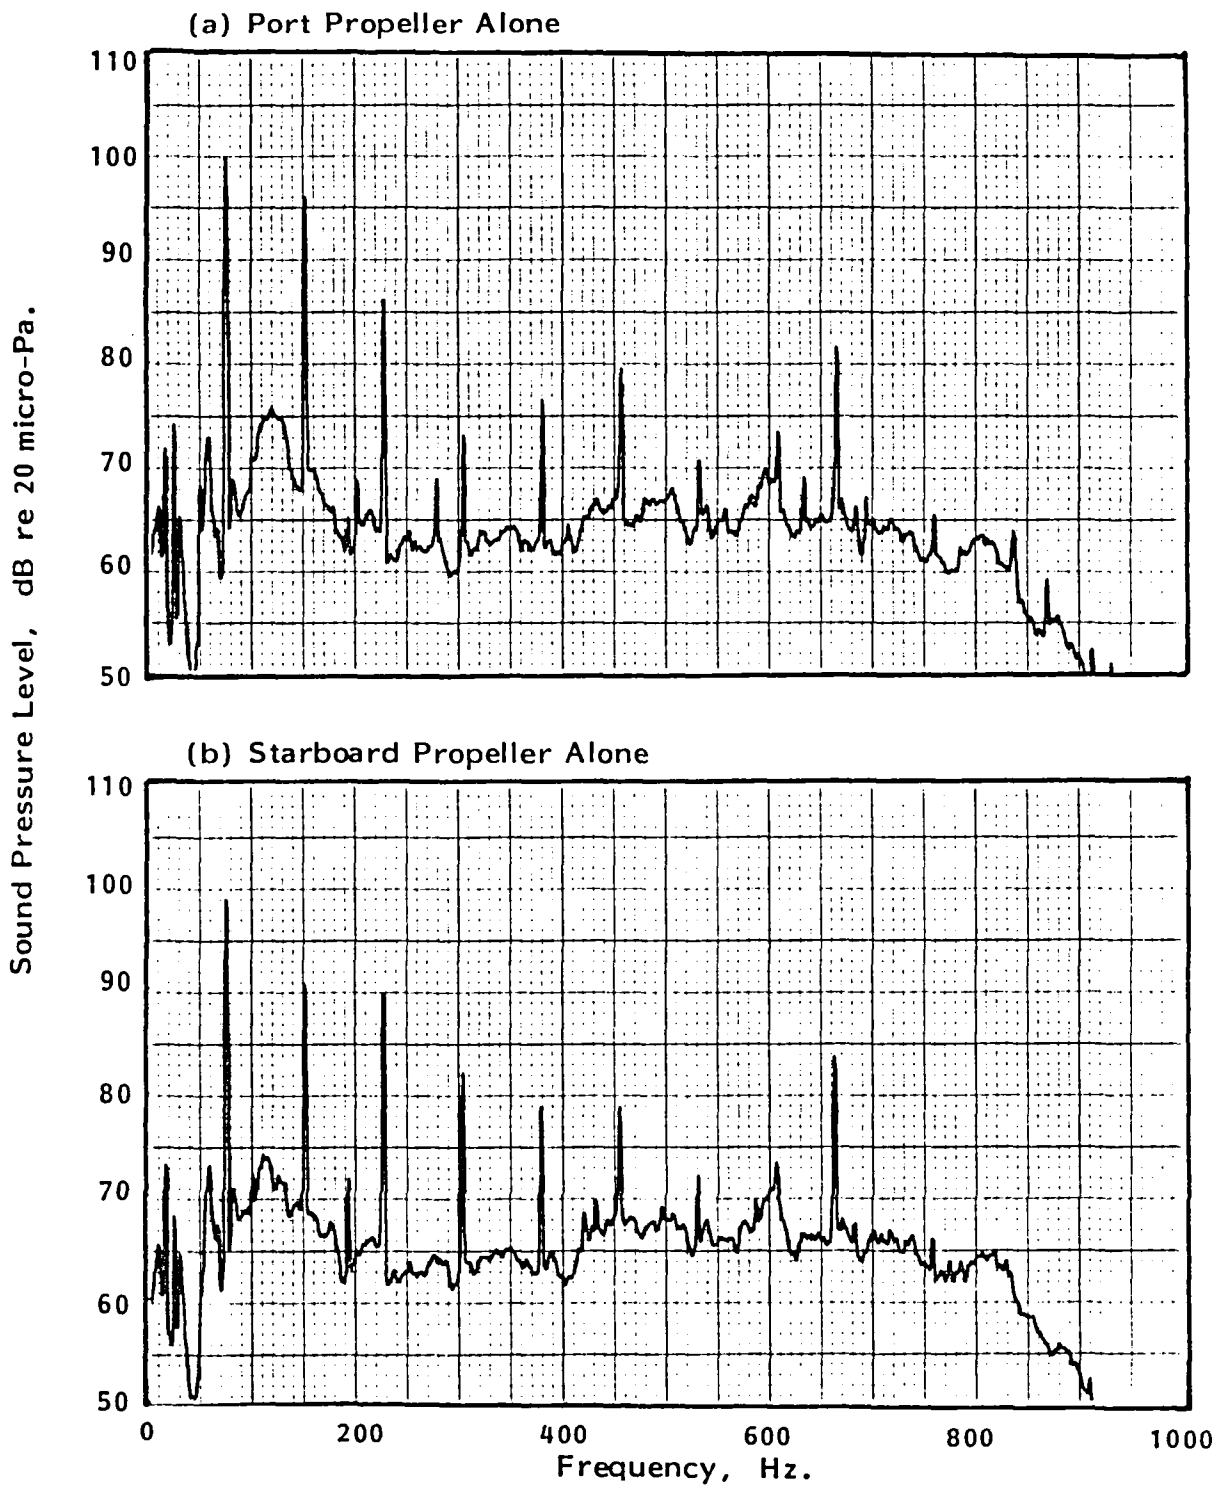 (a) Port Propeller Alone
110
100
90
80
70
60
50
Sound Pressure Level, dB re 20 micro-Pa.
(b) Starboard Propeller Alone
110
100
90
80
70
60
50
0 200 400 600 800 1000
Frequency, Hz.